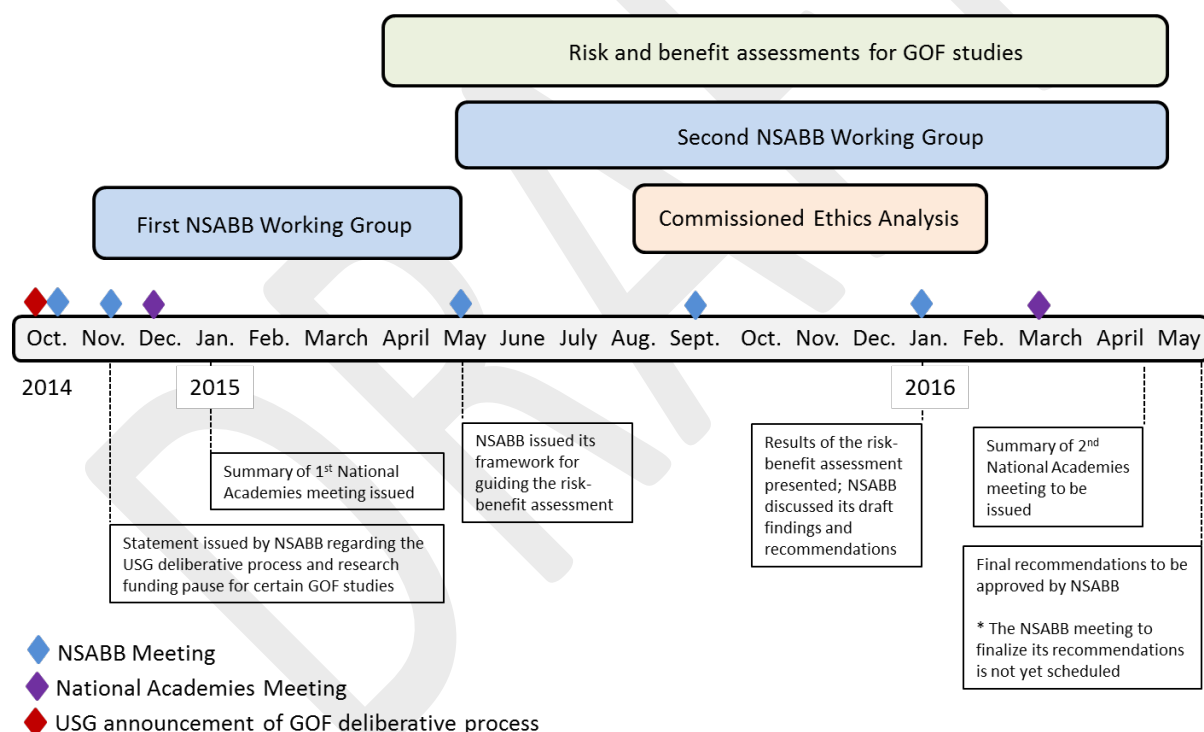 DRAFT
Risk and benefit assessments for GOF studies
Second NSABB Working Group
First NSABB Working Group
Commissioned Ethics Analysis
Oct. Nov. Dec. Jan. Feb. March April May June July Aug. Sept. Oct. Nov. Dec. Jan. Feb. March April May
2014
2015
2016
Summary of 1st National
Academies meeting issued
Statement issued by NSABB regarding the
USG deliberative process and research
funding pause for certain GOF studies
NSABB issued its
framework for
guiding the risk-
benefit assessment
Results of the risk-
benefit assessment
presented; NSABB
discussed its draft
findings and
recommendations
Summary of 2nd
National Academies
meeting to be
issued
Final recommendations to be
approved by NSABB
* The NSABB meeting to
finalize its recommendations
is not yet scheduled
NSABB Meeting
National Academies Meeting
USG announcement of GOF deliberative process